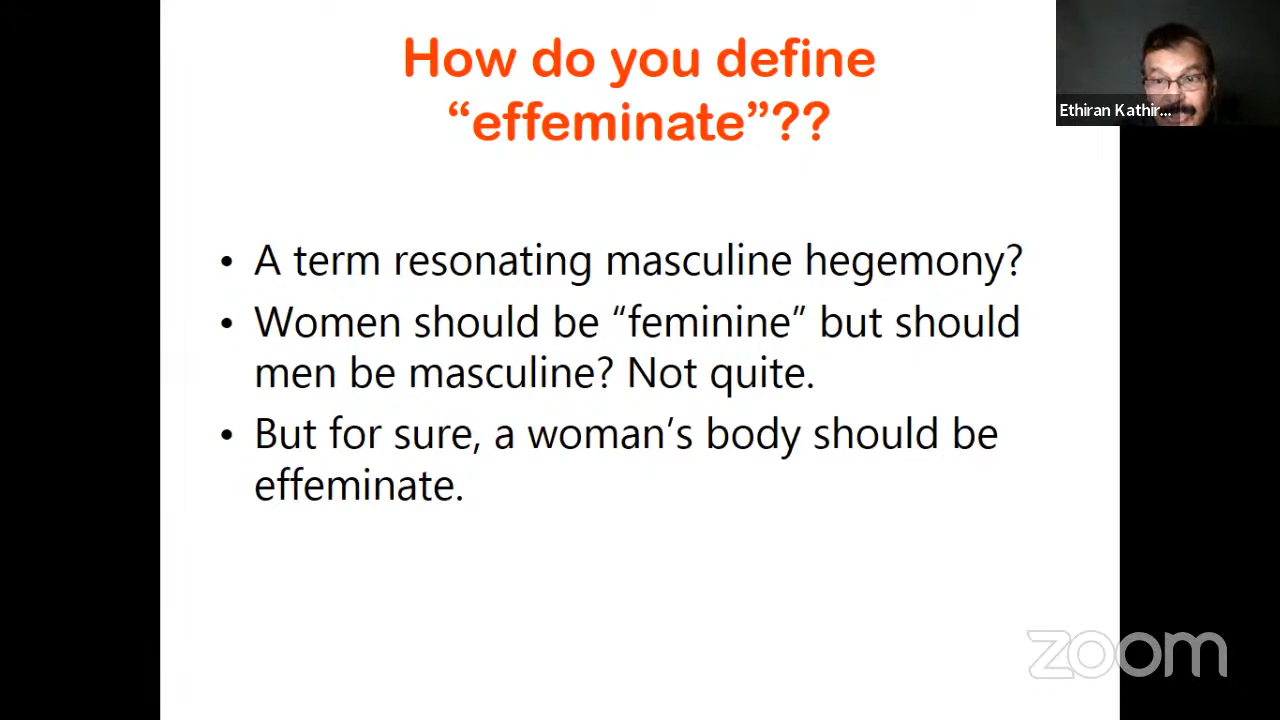 How do you define
“effeminate”??
Ethiran Kathir...
• A term resonating masculine hegemony?
• Women should be “feminine” but should
men be masculine? Not quite.
• But for sure, a woman’s body should be
effeminate.
zoom